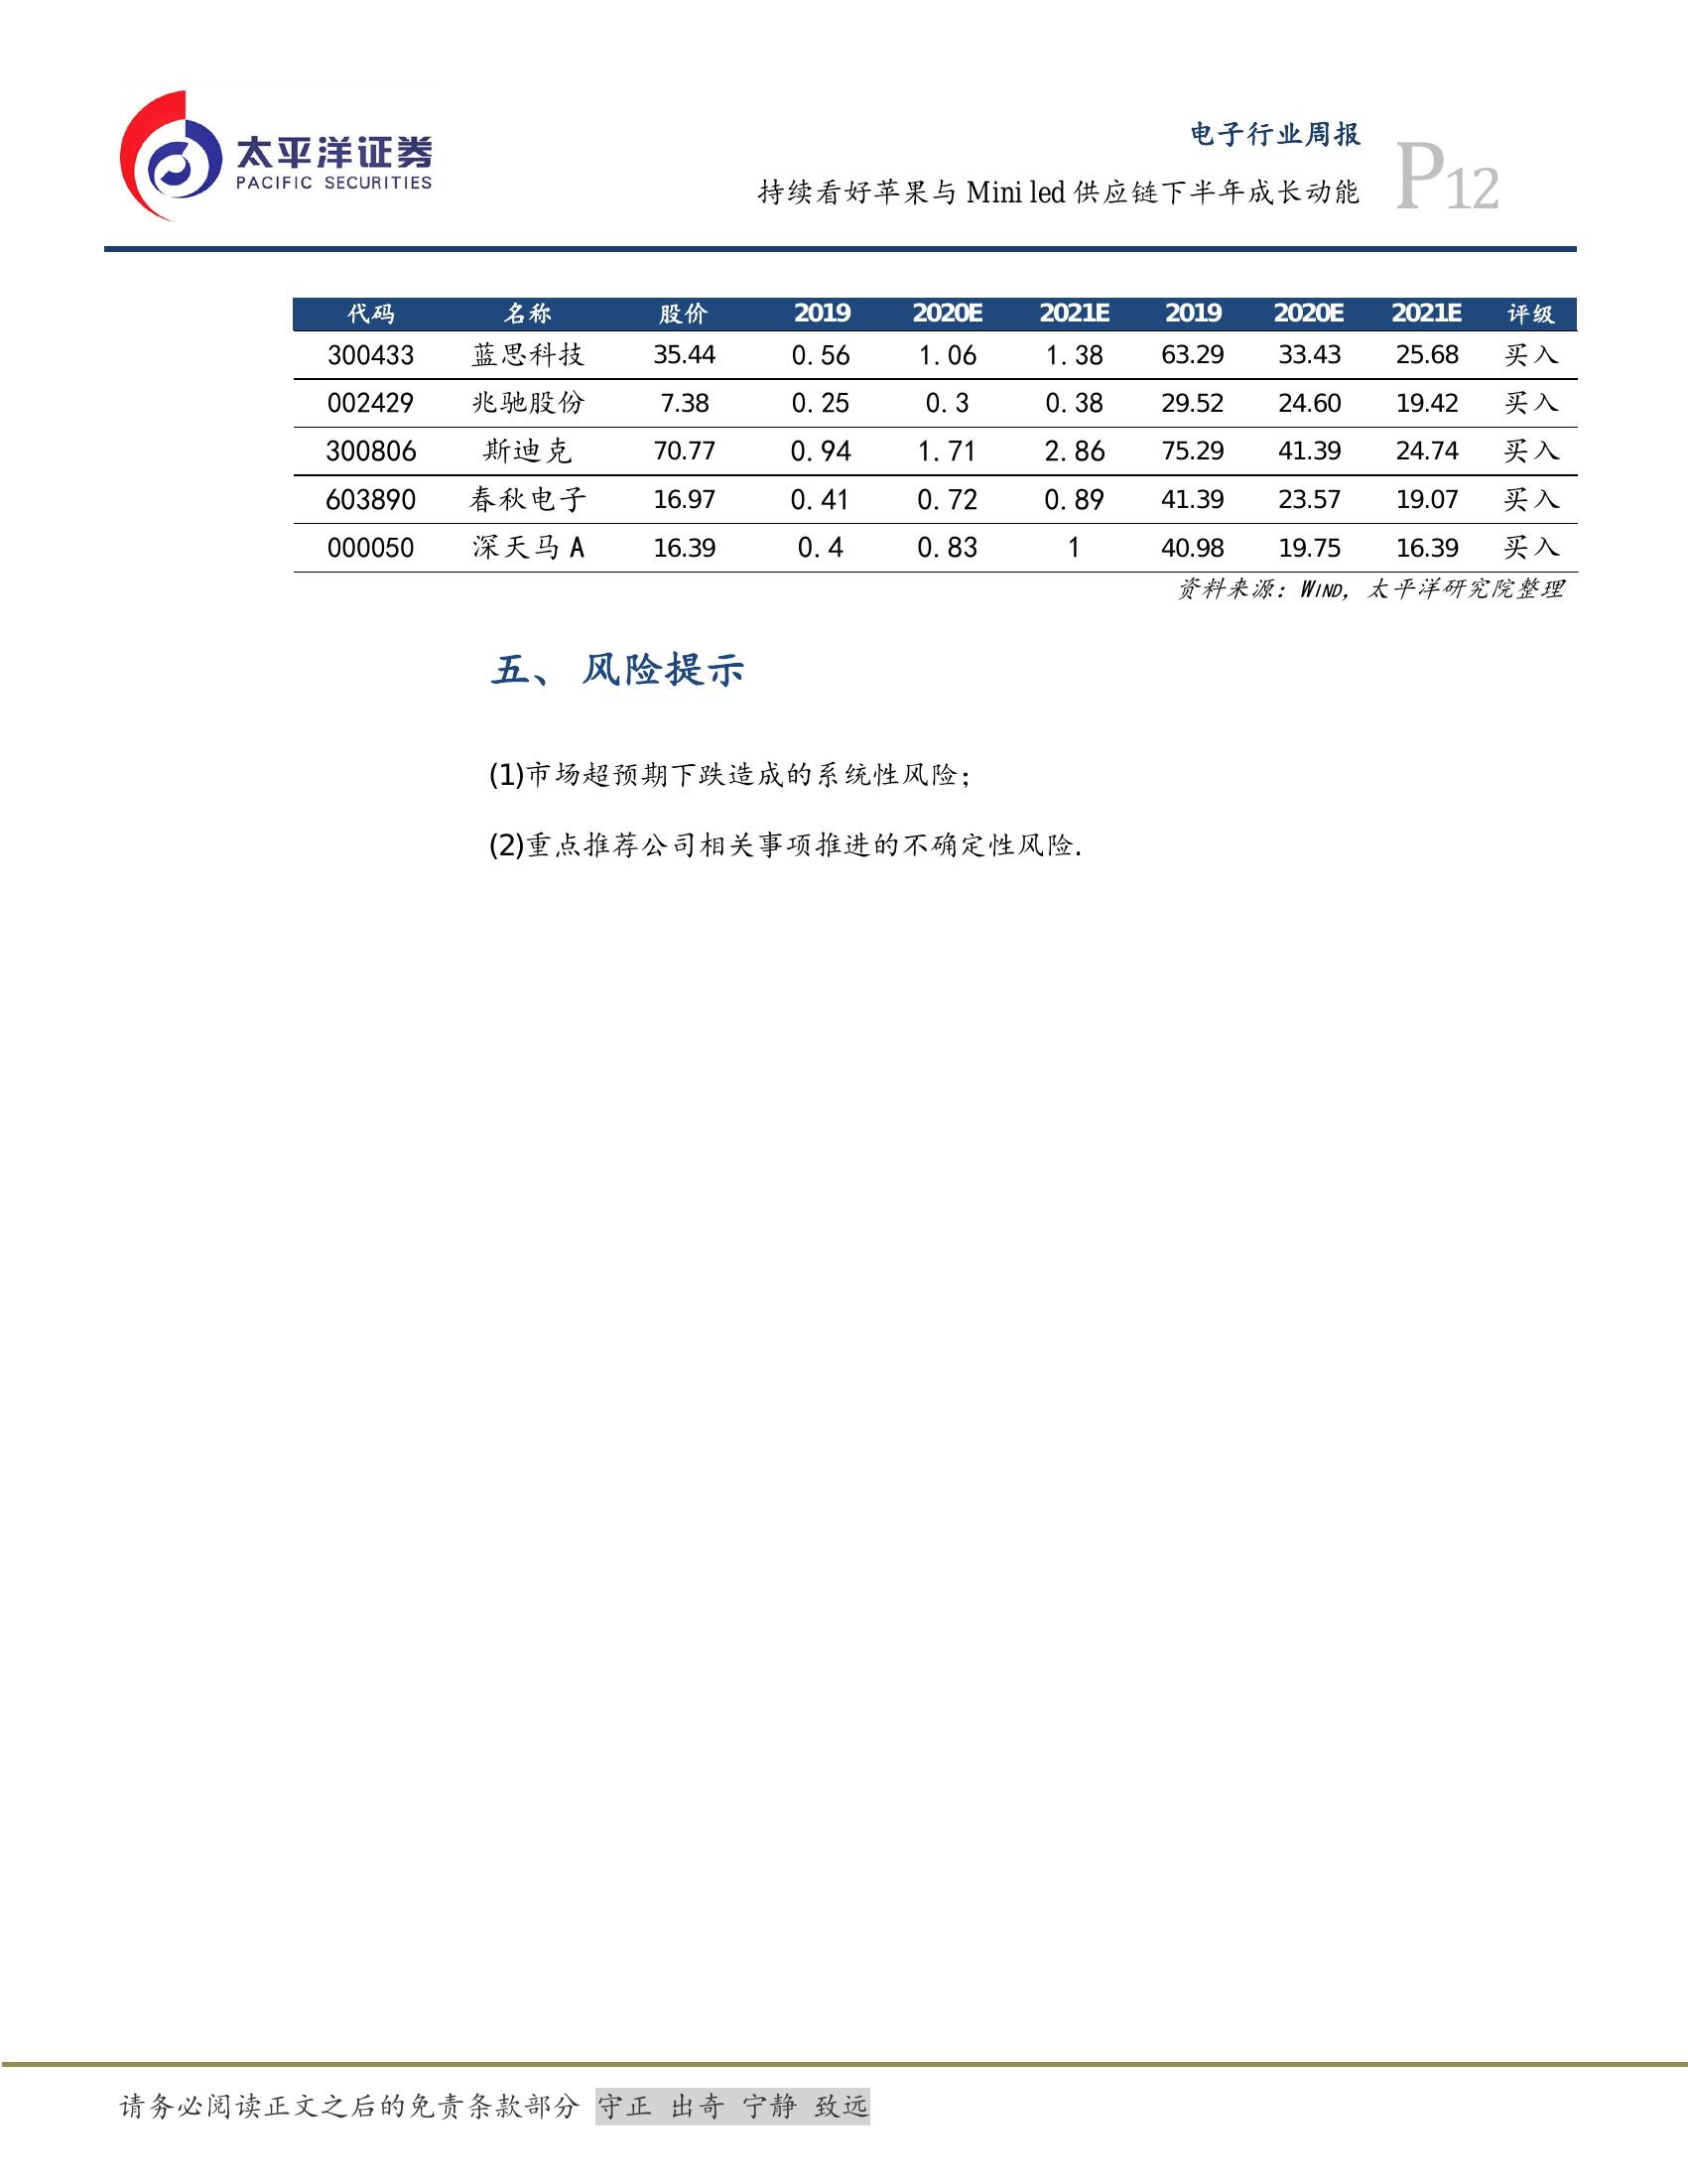 太平洋证券
PACIFIC SECURITIES
电子行业周报
持续看好苹果与 Mini led 供应链下半年成长动能
P12
代码 名称 股价 2019 2020E 2021E 2019 2020E 2021E 评级
300433 蓝思科技 35.44 0.56 1.06 1.38 63.29 33.43 25.68 买入
002429 兆驰股份 7.38 0.25 0.3 0.38 29.52 24.60 19.42 买入
300806 斯迪克 70.77 0.94 1.71 2.86 75.29 41.39 24.74 买入
603890 春秋电子 16.97 0.41 0.72 0.89 41.39 23.57 19.07 买入
000050 深天马 A 16.39 0.4 0.83 1 40.98 19.75 16.39 买入
资料来源：WIND，太平洋研究院整理
五、 风险提示
(1)市场超预期下跌造成的系统性风险；
(2)重点推荐公司相关事项推进的不确定性风险.
请务必阅读正文之后的免责条款部分 守正 出奇 宁静 致远